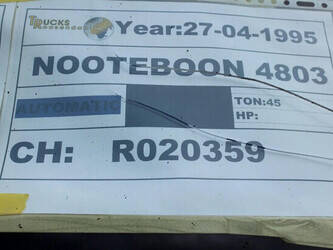 TRUCKS Year:27-04-1995
NOOTEBOON 4803
AUTOMATIC TON:45
HP:
CH: R020359